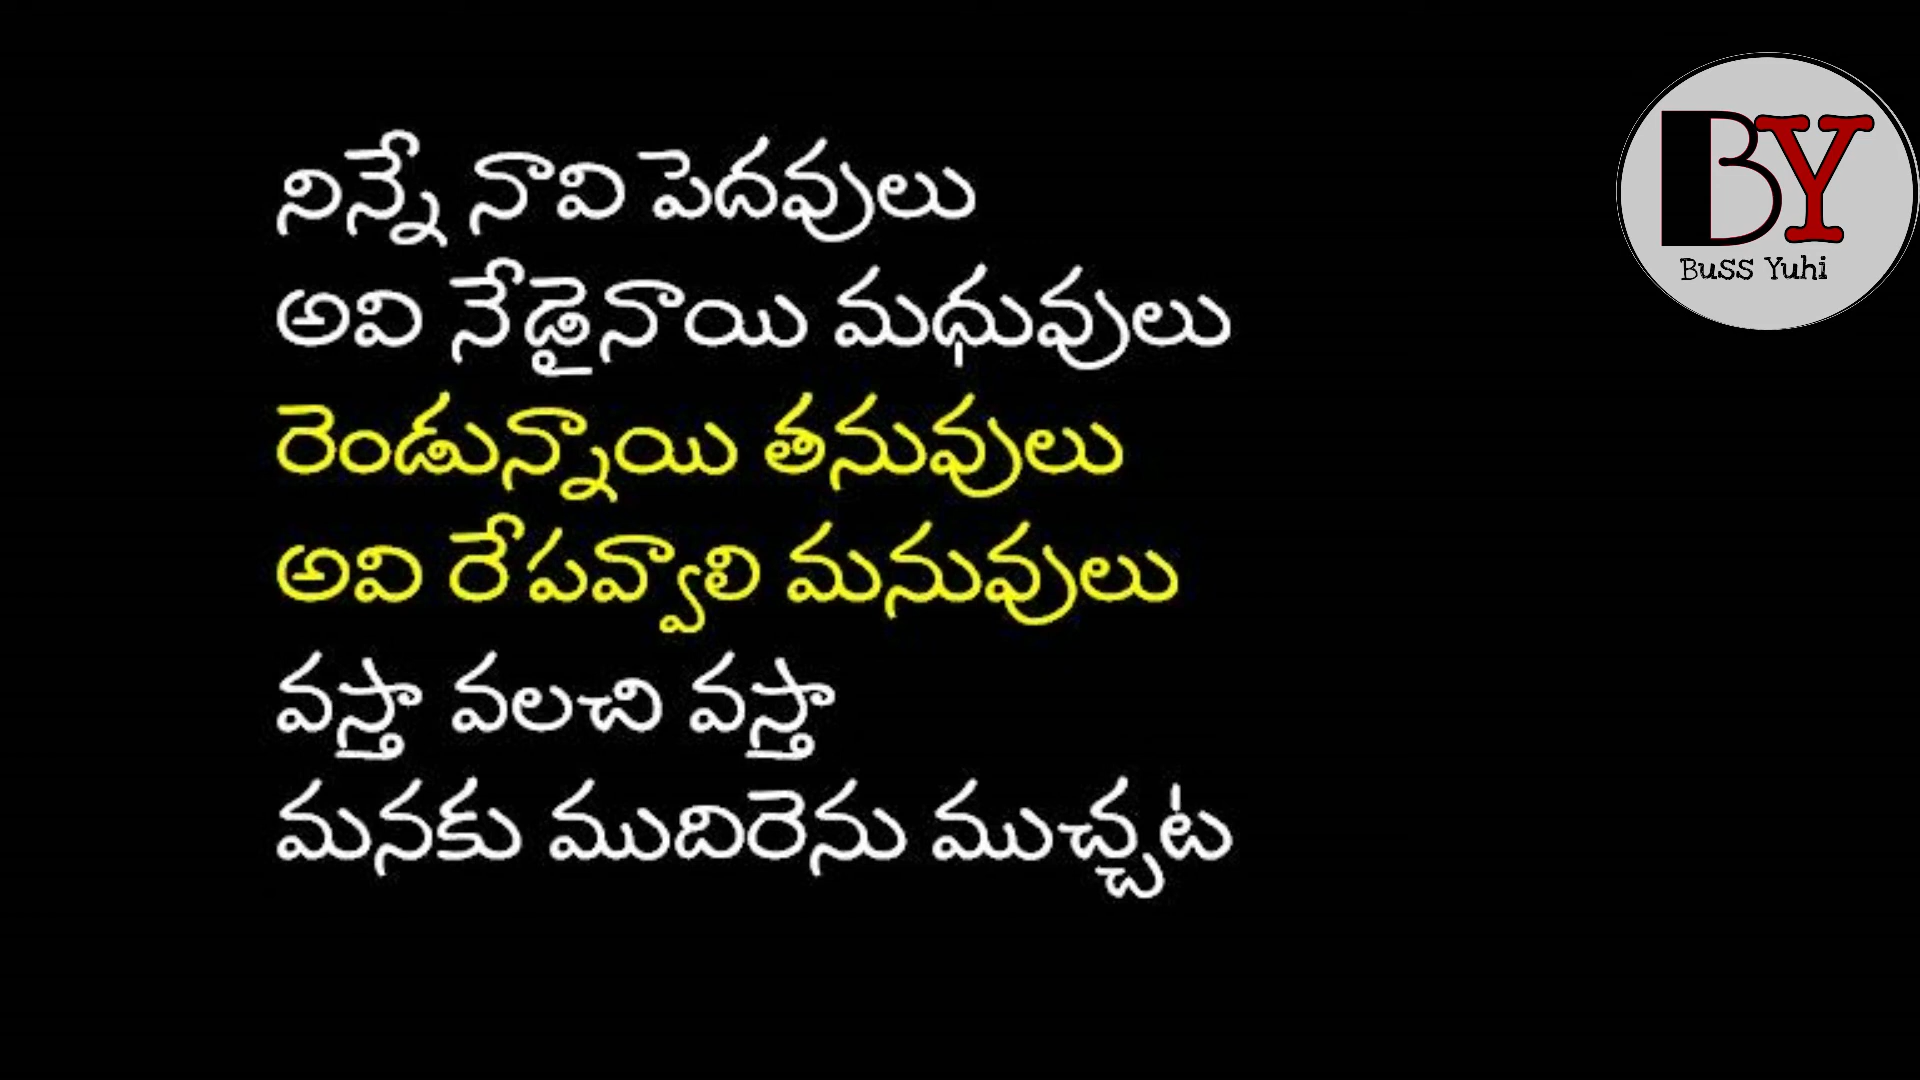 నిన్నే నావి పెదవులు
అవి నేడైనాయి మధువులు
రెండున్నాయి తనువులు
అవి రేపవ్వాలి మనువులు
వస్తా వలచి వస్తా
మనకు ముదిరెను ముచ్చట
BY
Buss Yuhi